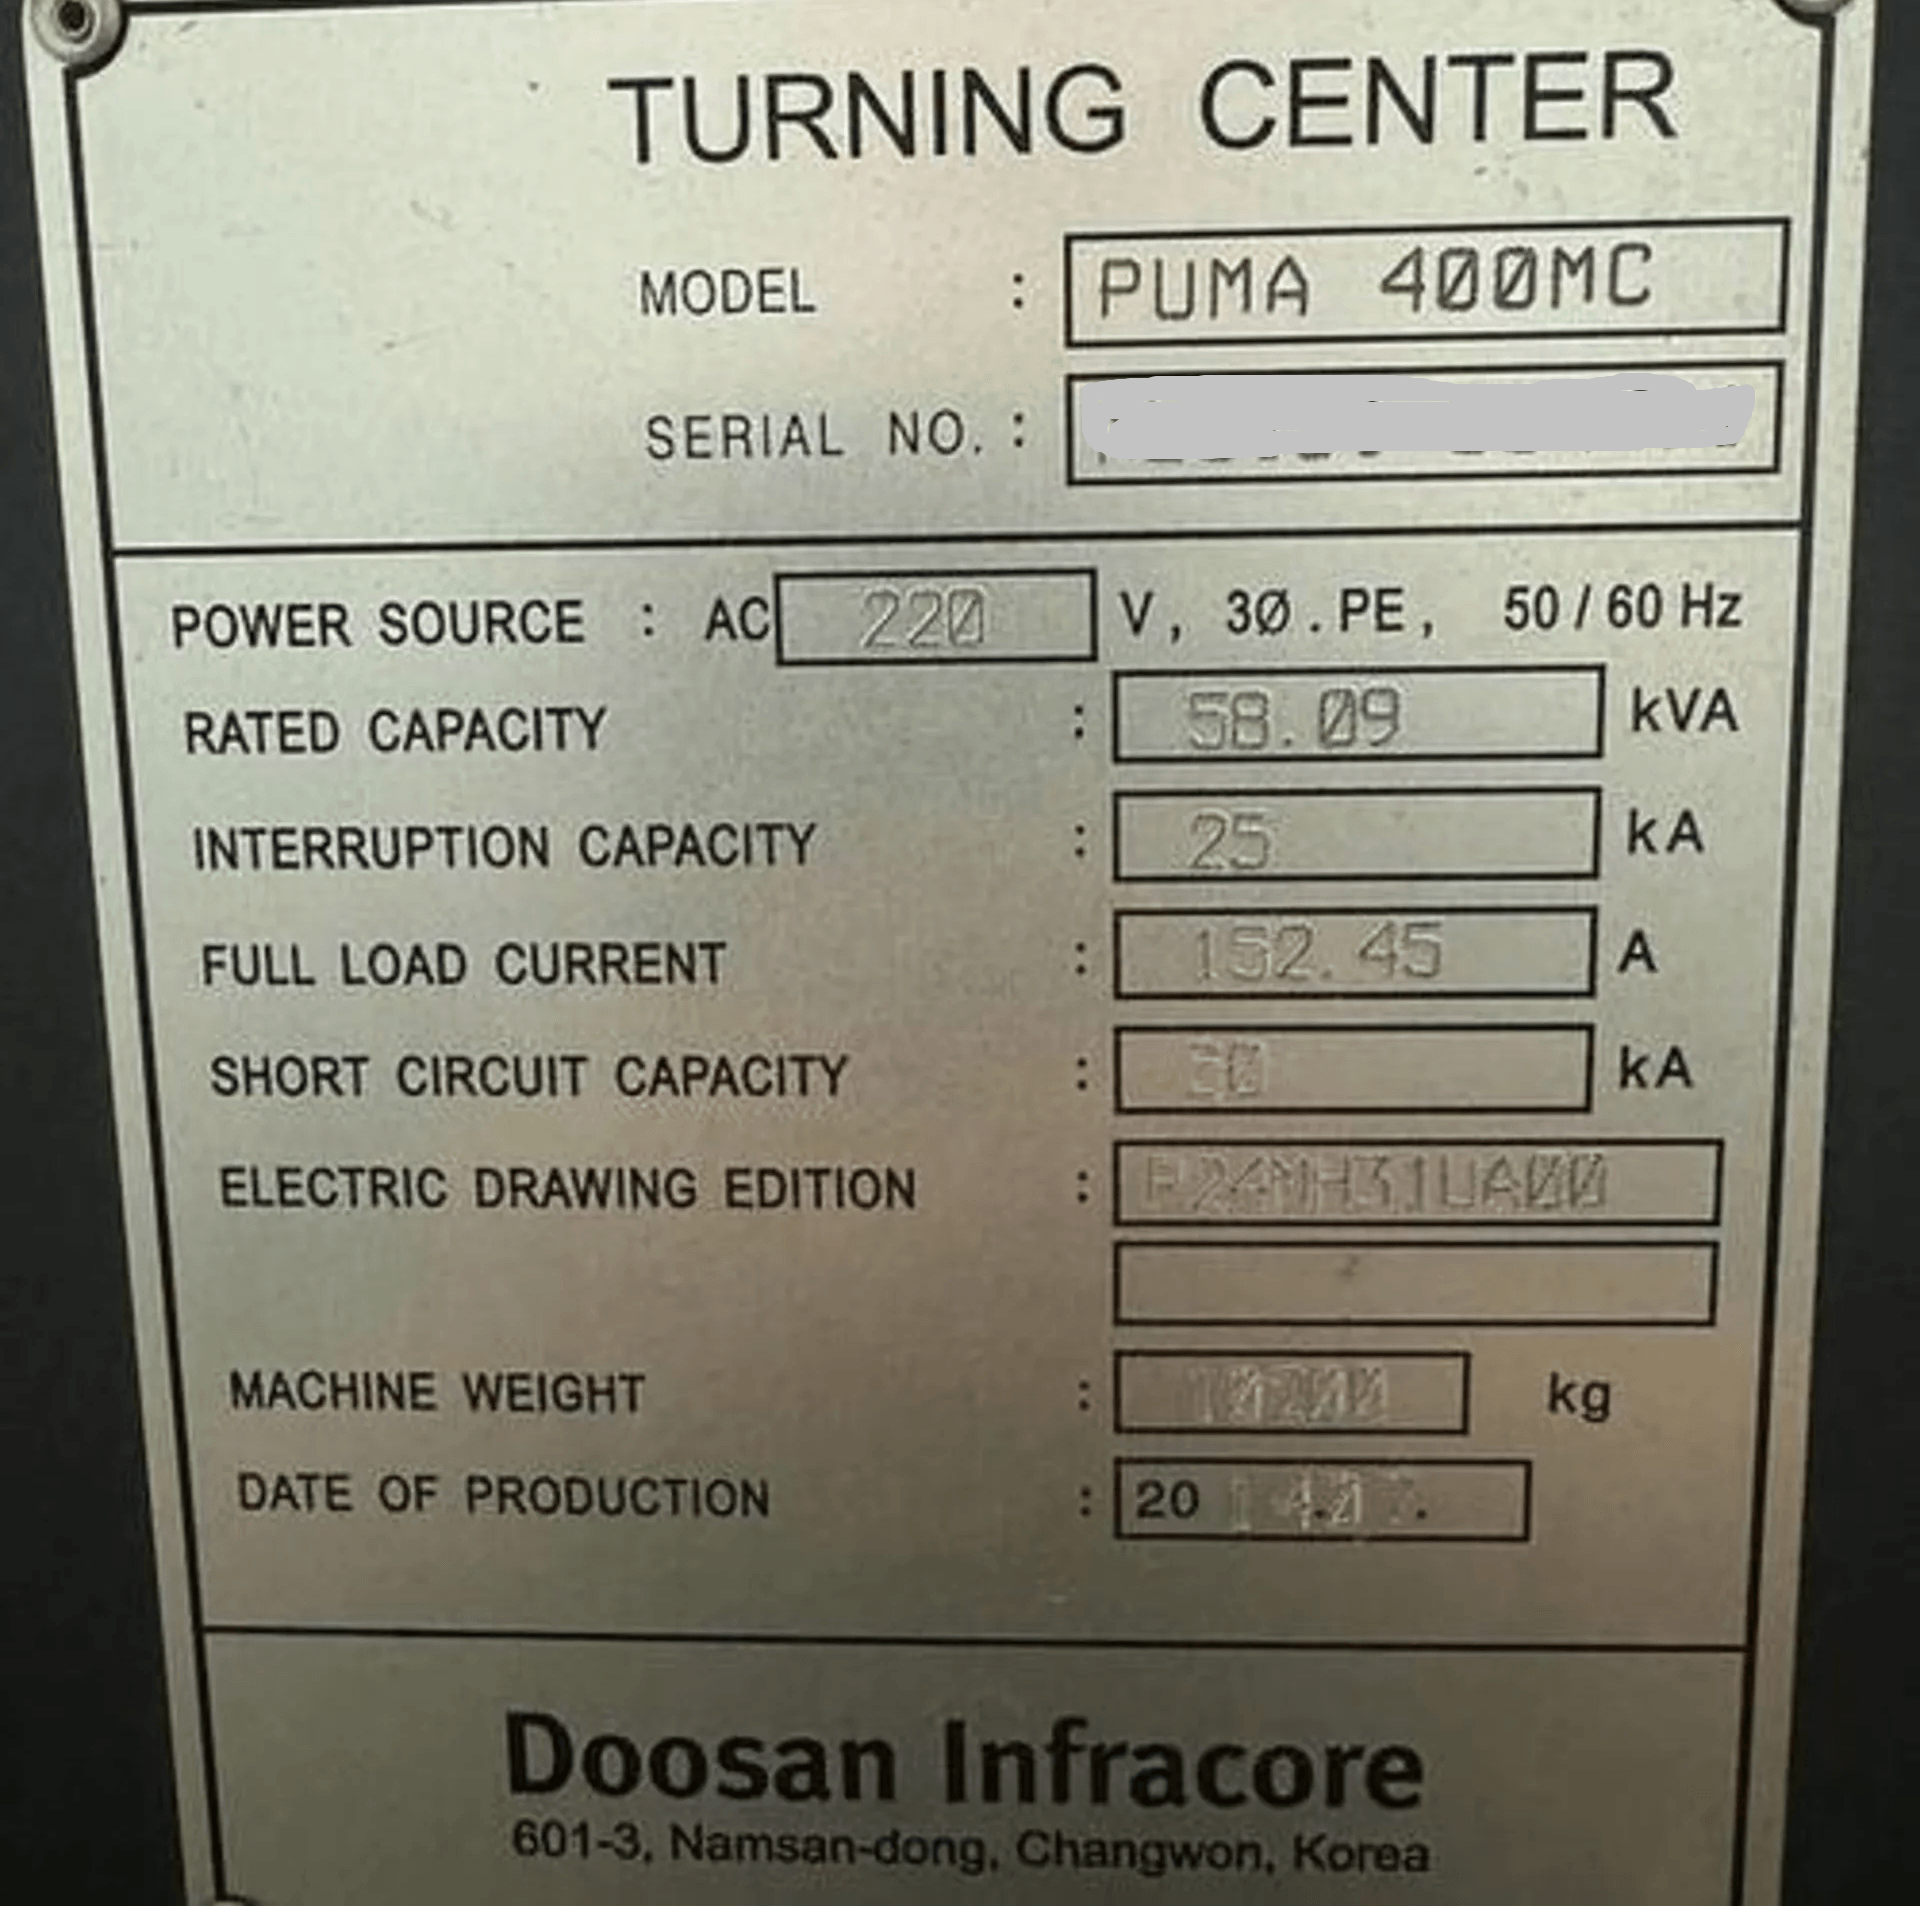 TURNING CENTER
MODEL : PUMA 400MC
SERIAL NO. :
POWER SOURCE : AC 220 V, 3Ø. PE, 50 / 60 Hz
RATED CAPACITY : 58.09 kVA
INTERRUPTION CAPACITY : 25 kA
FULL LOAD CURRENT : 152.45 A
SHORT CIRCUIT CAPACITY : kA
ELECTRIC DRAWING EDITION :
MACHINE WEIGHT : kg
DATE OF PRODUCTION : 20
Doosan Infracore
601-3, Namsan-dong, Changwon, Korea